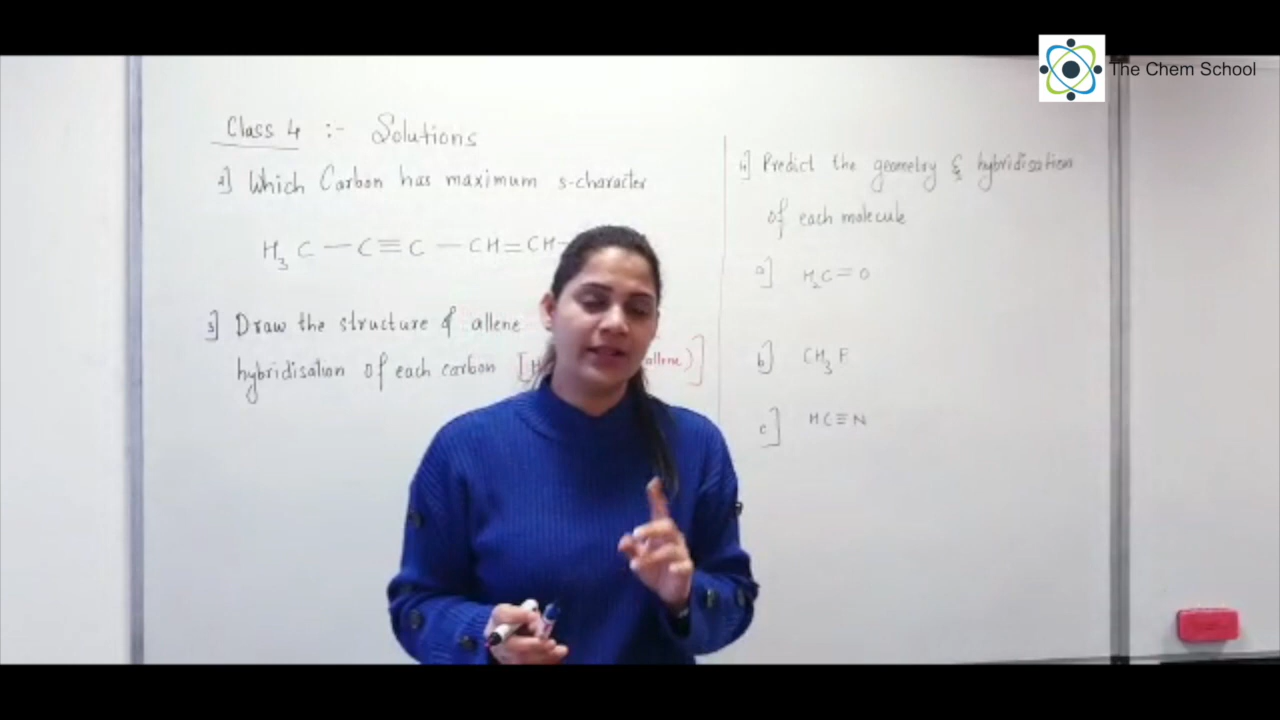 The Chem School
Class 4 :- Solutions
2] Which Carbon has maximum s-character
H₃C — C ≡ C — CH = CH —
3] Draw the structure of allene
hybridisation of each carbon [H allene)]
4] Predict the geometry & hybridisation
of each molecule
a] H₂C = O
b] CH₃F
c] HC ≡ N